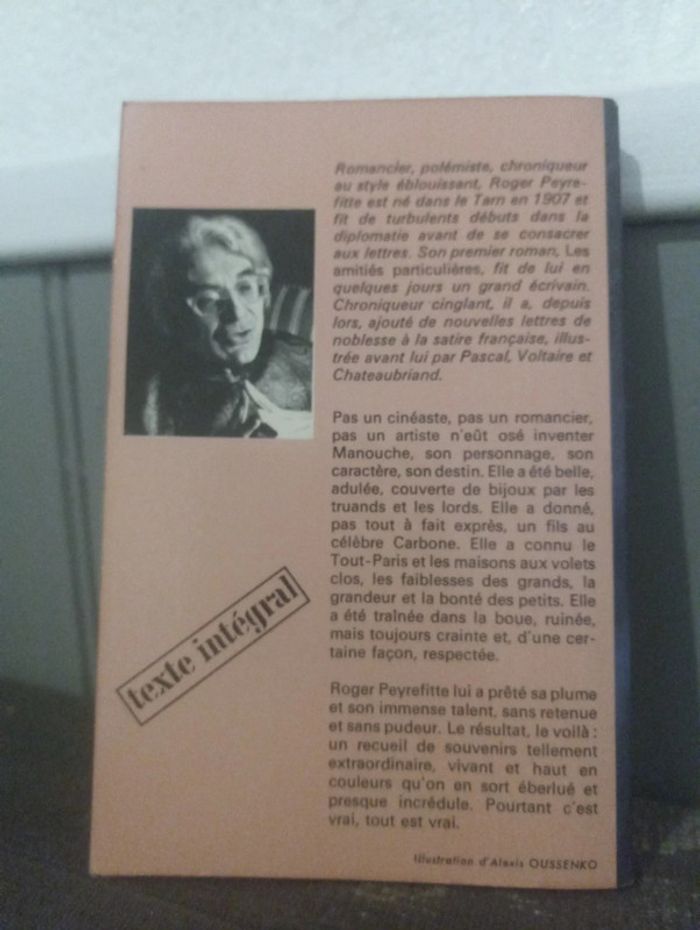 Romancier, polémiste, chroniqueur
au style éblouissant, Roger Peyre-
fitte est né dans le Tarn en 1907 et
fit de turbulents débuts dans la
diplomatie avant de se consacrer
aux lettres. Son premier roman, Les
amitiés particulières, fit de lui en
quelques jours un grand écrivain.
Chroniqueur cinglant, il a, depuis
lors, ajouté de nouvelles lettres de
noblesse à la satire française, illus-
trée avant lui par Pascal, Voltaire et
Chateaubriand.
Pas un cinéaste, pas un romancier,
pas un artiste n'eût osé inventer
Manouche, son personnage, son
caractère, son destin. Elle a été belle,
adulée, couverte de bijoux par les
truands et les lords. Elle a donné,
pas tout à fait exprès, un fils au
célèbre Carbone. Elle a connu le
Tout-Paris et les maisons aux volets
clos, les faiblesses des grands, la
grandeur et la bonté des petits. Elle
a été traînée dans la boue, ruinée,
mais toujours crainte et, d'une cer-
taine façon, respectée.
texte intégral
Roger Peyrefitte lui a prêté sa plume
et son immense talent, sans retenue
et sans pudeur. Le résultat, le voilà :
un recueil de souvenirs tellement
extraordinaire, vivant et haut en
couleurs qu'on en sort éberlué et
presque incrédule. Pourtant c'est
vrai, tout est vrai.
Illustration d'Alexis OUSSENKO